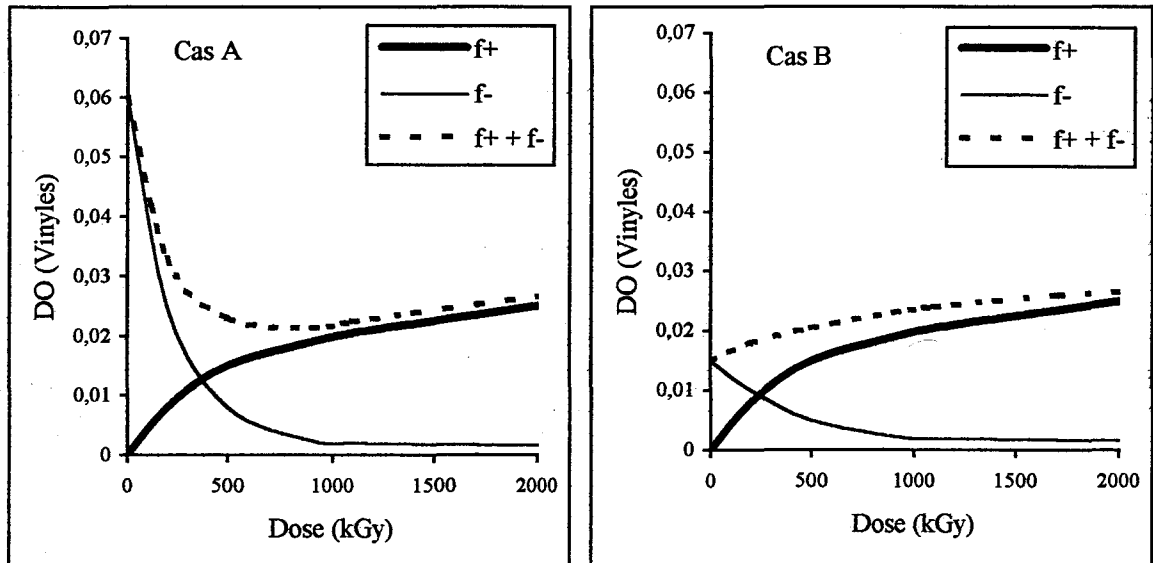 Cas A
f+
f-
f+ + f-
DO (Vinyles)
0,07
0,06
0,05
0,04
0,03
0,02
0,01
0
0
500
1000
1500
2000
Dose (kGy)
Cas B
f+
f-
f+ + f-
DO (Vinyles)
0,07
0,06
0,05
0,04
0,03
0,02
0,01
0
0
500
1000
1500
2000
Dose (kGy)